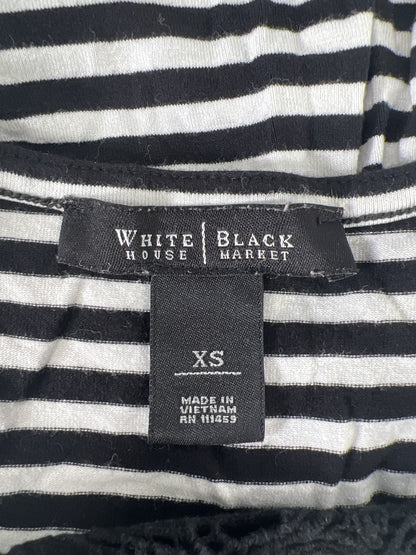 WHITE | BLACK
HOUSE | MARKET
XS
MADE IN
VIETNAM
RN 111459